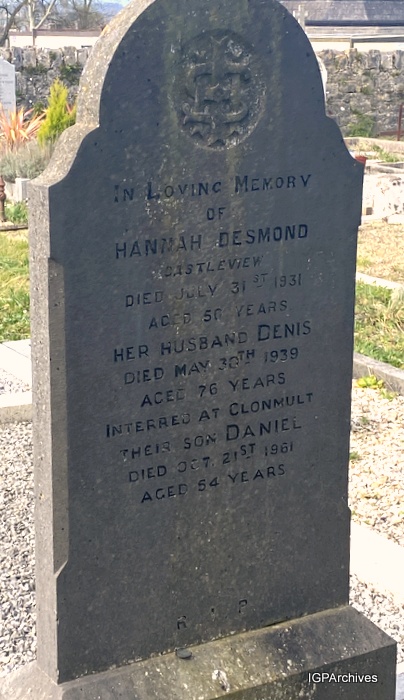 IN LOVING MEMORY
OF
HANNAH DESMOND
CASTLEVIEW
DIED JULY 31ST 1931
AGED 56 YEARS
HER HUSBAND DENIS
DIED MAY 30TH 1939
AGED 76 YEARS
INTERRED AT CLONMULT
THEIR SON DANIEL
DIED OCT. 21ST 1961
AGED 54 YEARS
R I P
IGPArchives